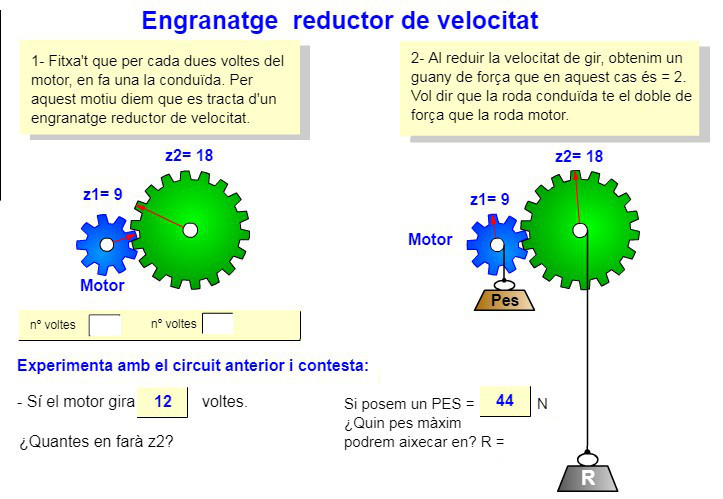 Engranatge reductor de velocitat
1- Fitxa't que per cada dues voltes del
motor, en fa una la conduïda. Per
aquest motiu diem que es tracta d'un
engranatge reductor de velocitat.
2- Al reduir la velocitat de gir, obtenim un
guany de força que en aquest cas és = 2.
Vol dir que la roda conduïda te el doble de
força que la roda motor.
z2= 18
z1= 9
Motor
z2= 18
z1= 9
Motor
Pes
nº voltes
nº voltes
Experimenta amb el circuit anterior i contesta:
- Sí el motor gira 12 voltes.
¿Quantes en farà z2?
Si posem un PES = 44 N
¿Quin pes màxim
podrem aixecar en? R =
R